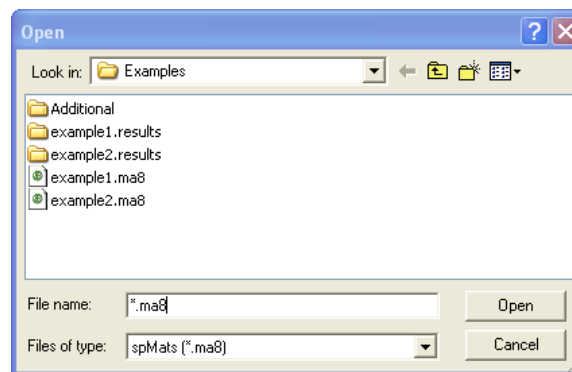 Open
Look in: Examples
Additional
example1.results
example2.results
example1.ma8
example2.ma8
File name: *.ma8 Open
Files of type: spMats (*.ma8) Cancel